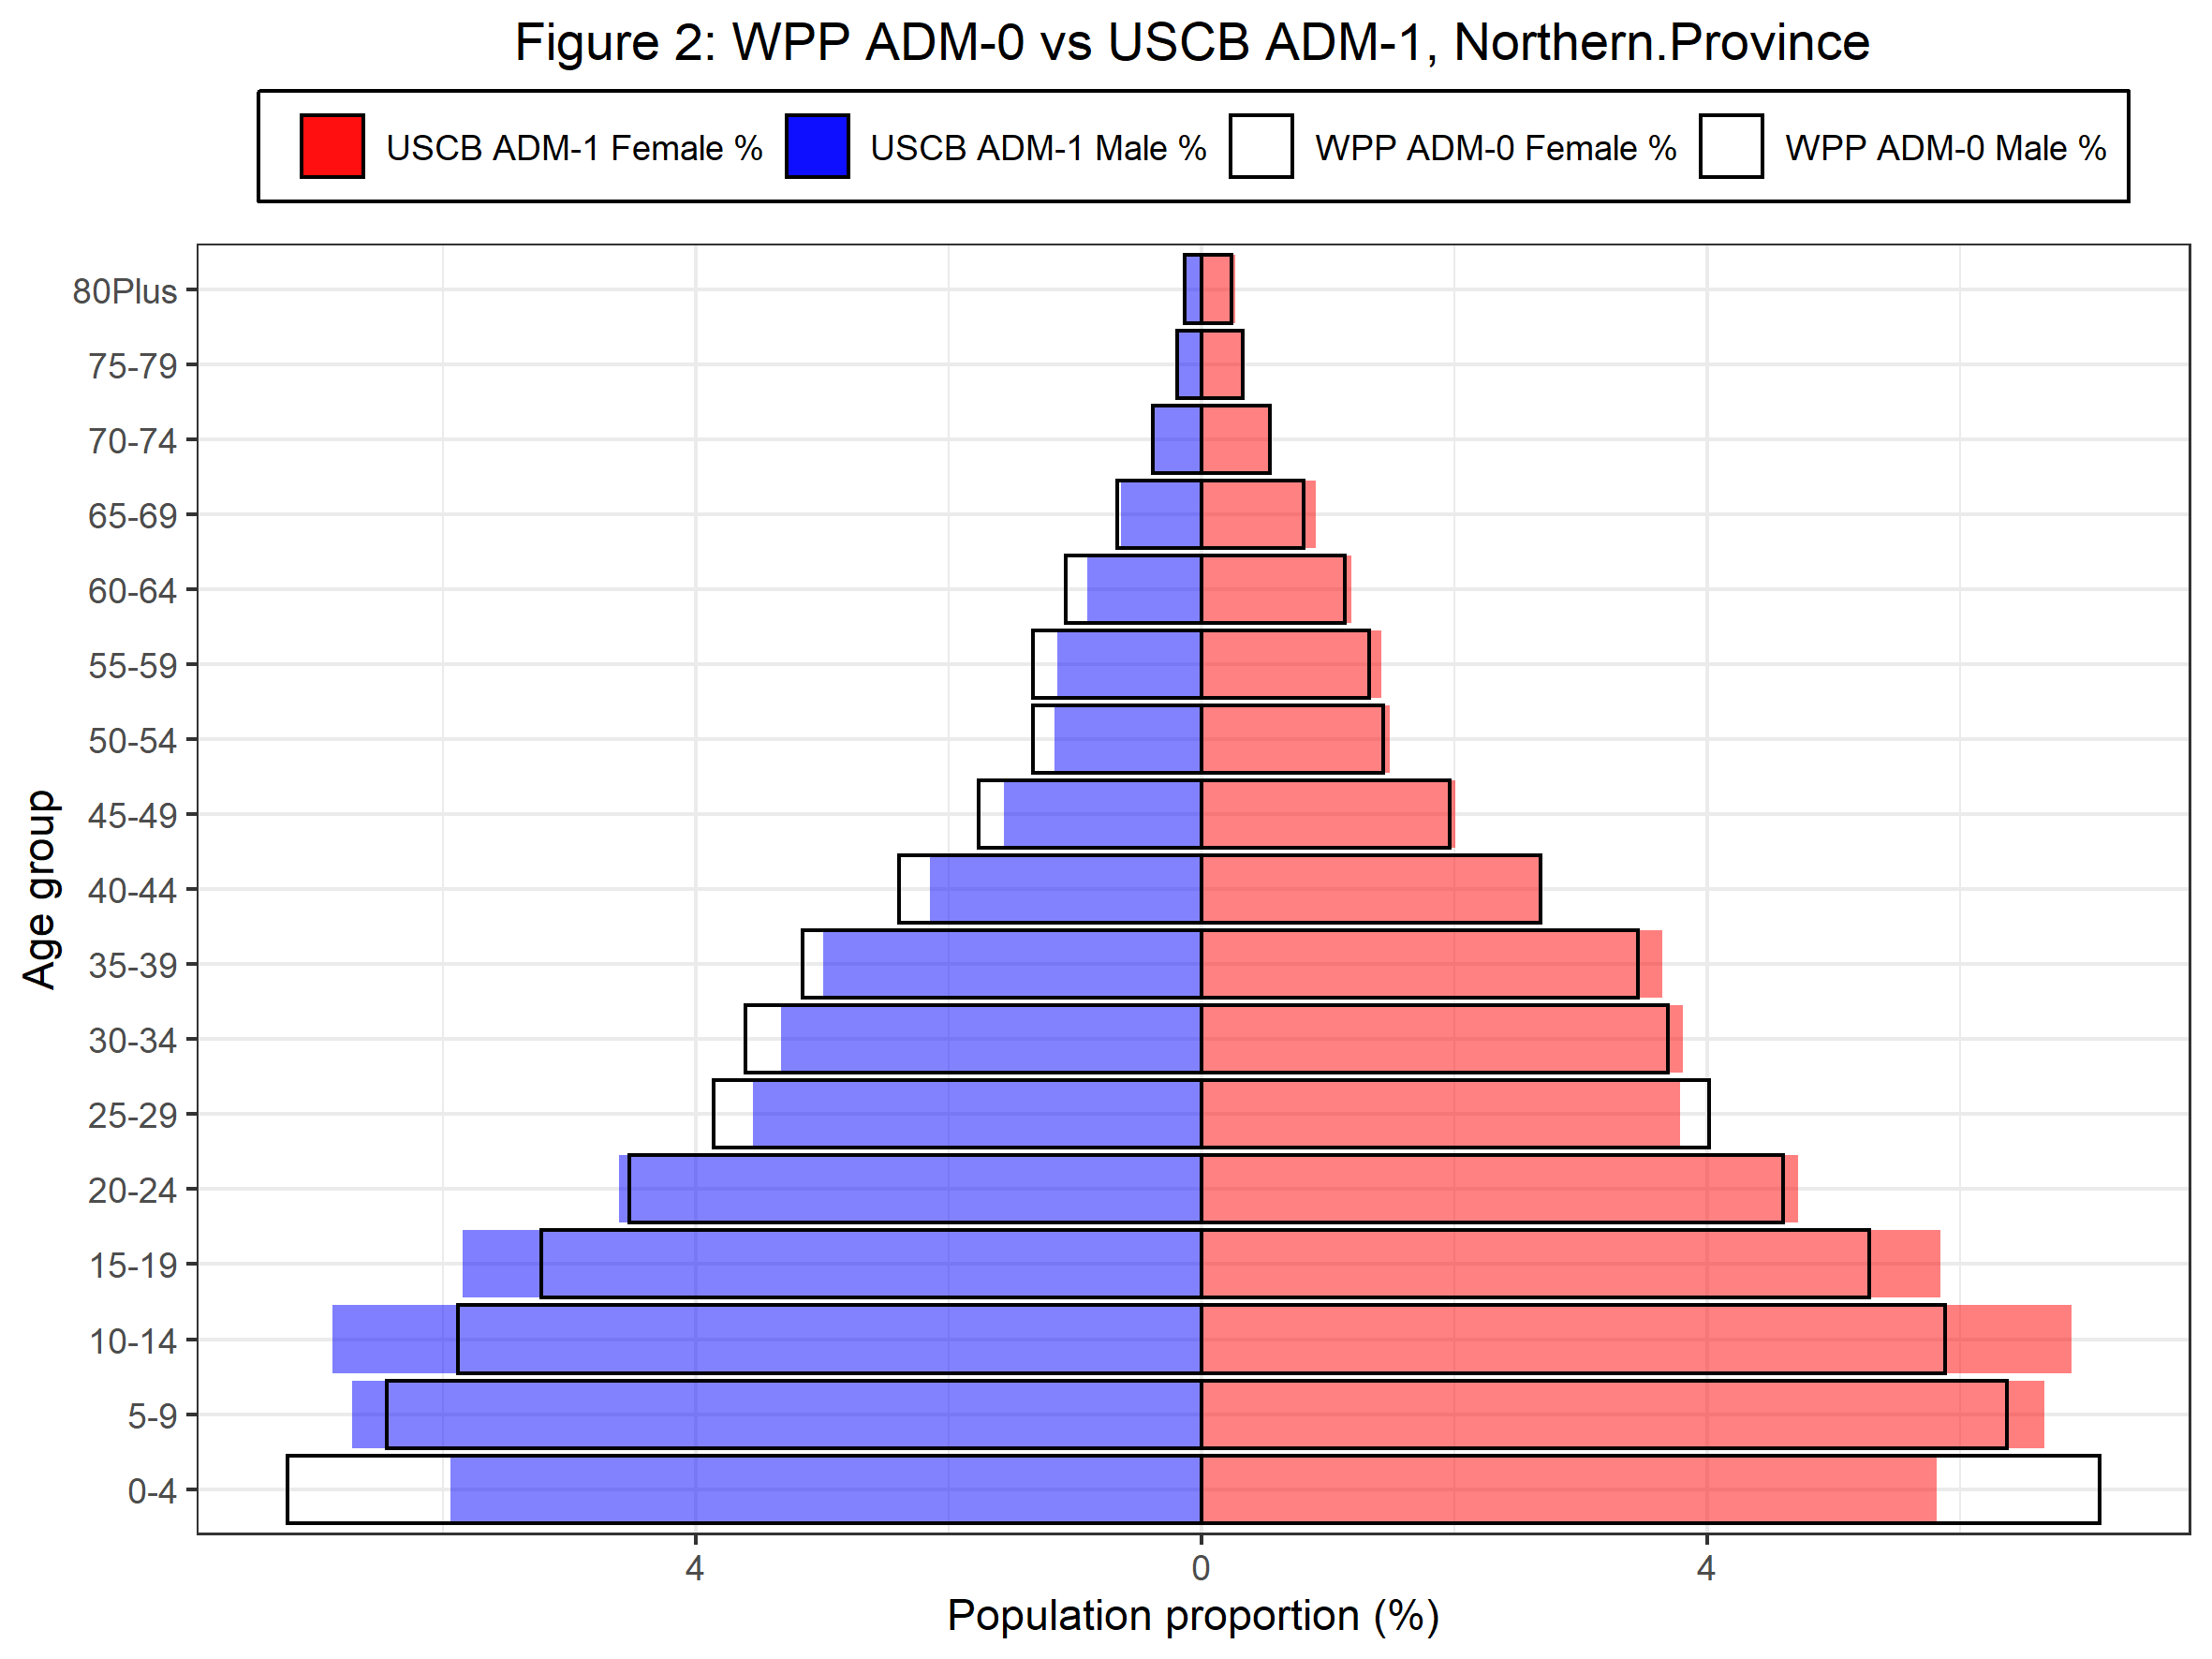 Figure 2: WPP ADM-0 vs USCB ADM-1, Northern.Province
USCB ADM-1 Female % USCB ADM-1 Male % WPP ADM-0 Female % WPP ADM-0 Male %
80Plus
75-79
70-74
65-69
60-64
55-59
50-54
45-49
40-44
35-39
30-34
25-29
20-24
15-19
10-14
5-9
0-4
Age group
4 0 4
Population proportion (%)